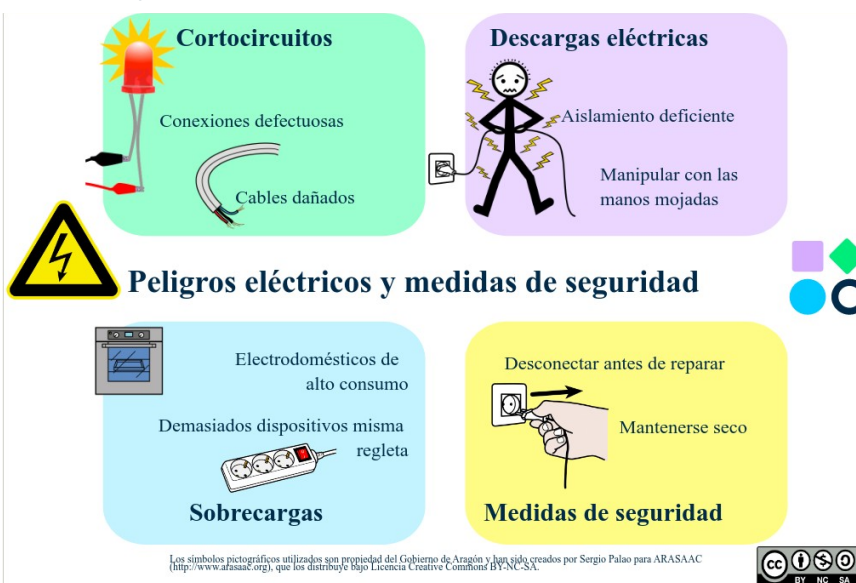 Cortocircuitos
Conexiones defectuosas
Cables dañados
Descargas eléctricas
Aislamiento deficiente
Manipular con las
manos mojadas
Peligros eléctricos y medidas de seguridad
Electrodomésticos de
alto consumo
Demasiados dispositivos misma
regleta
Sobrecargas
Desconectar antes de reparar
Mantenerse seco
Medidas de seguridad
Los símbolos pictográficos utilizados son propiedad del Gobierno de Aragón y han sido creados por Sergio Palao para ARASAAC
(http://www.arasaac.org), que los distribuye bajo Licencia Creative Commons BY-NC-SA.
cc
BY NC SA